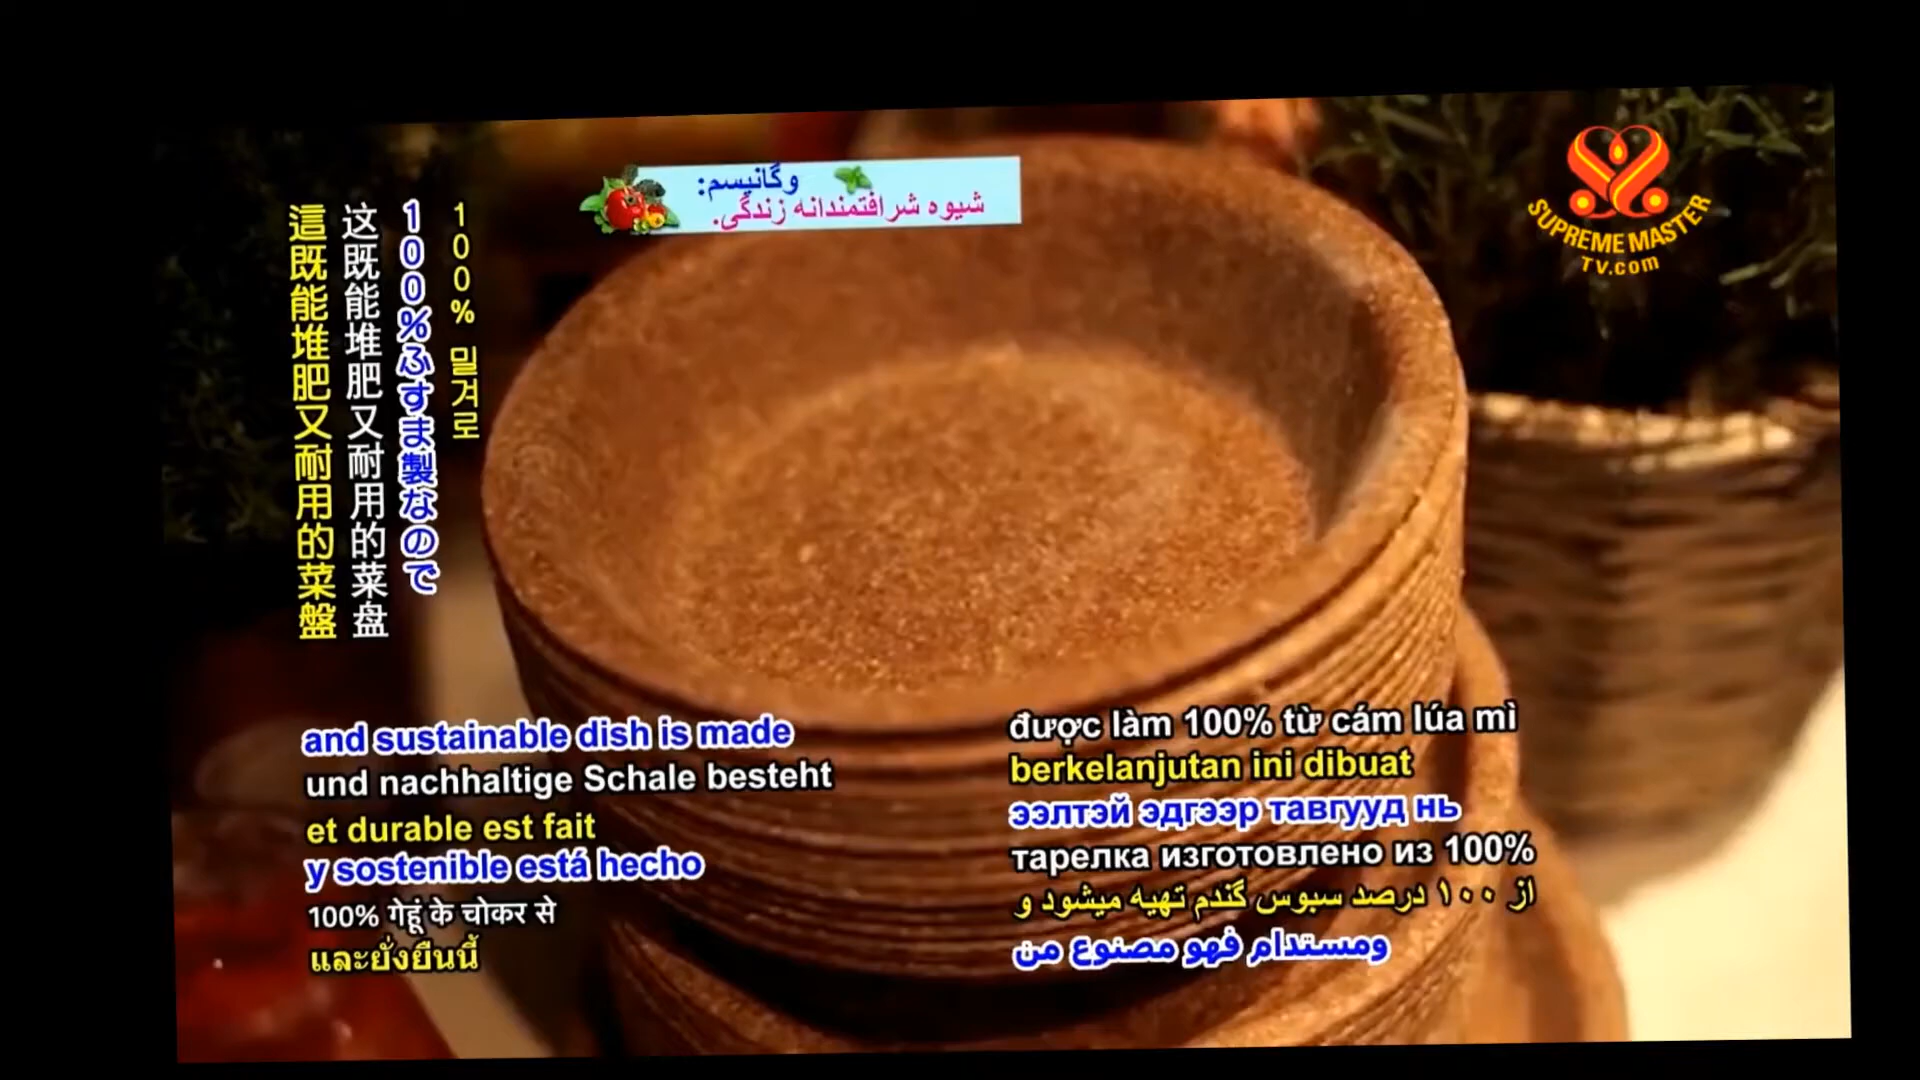 وگانیسم:
شیوه شرافتمندانه زندگی.
SUPREME MASTER
TV.com
這既能堆肥又耐用的菜盤
这既能堆肥又耐用的菜盘
100%ふすま製なので
100% 밀겨로
and sustainable dish is made
und nachhaltige Schale besteht
et durable est fait
y sostenible está hecho
100% गेहूं के चोकर से
และยั่งยืนนี้
được làm 100% từ cám lúa mì
berkelanjutan ini dibuat
ээлтэй эдгээр тавгууд нь
тарелка изготовлено из 100%
از ۱۰۰ درصد سبوس گندم تهیه میشود و
ومستدام فهو مصنوع من